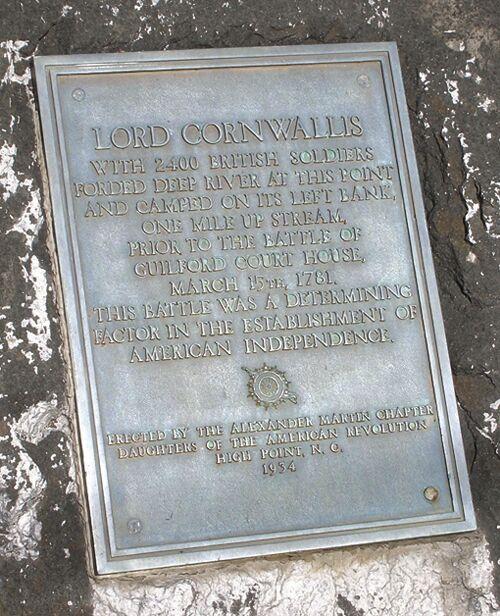 LORD CORNWALLIS
WITH 2400 BRITISH SOLDIERS
FORDED DEEP RIVER AT THIS POINT
AND CAMPED ON ITS LEFT BANK,
ONE MILE UP STREAM,
PRIOR TO THE BATTLE OF
GUILFORD COURT HOUSE,
MARCH 15TH, 1781.
THIS BATTLE WAS A DETERMINING
FACTOR IN THE ESTABLISHMENT OF
AMERICAN INDEPENDENCE.
ERECTED BY THE ALEXANDER MARTIN CHAPTER
DAUGHTERS OF THE AMERICAN REVOLUTION
HIGH POINT, N. C.
1934